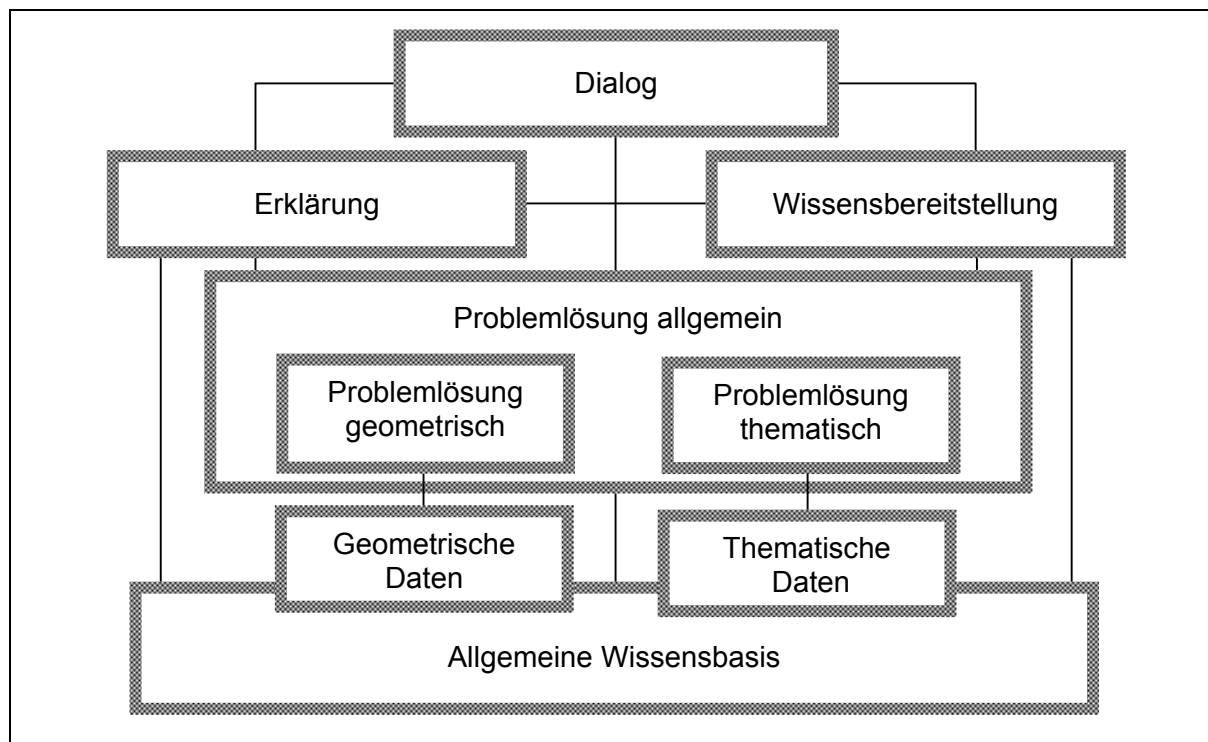 Dialog
Erklärung
Wissensbereitstellung
Problemlösung allgemein
Problemlösung
geometrisch
Problemlösung
thematisch
Geometrische
Daten
Thematische
Daten
Allgemeine Wissensbasis